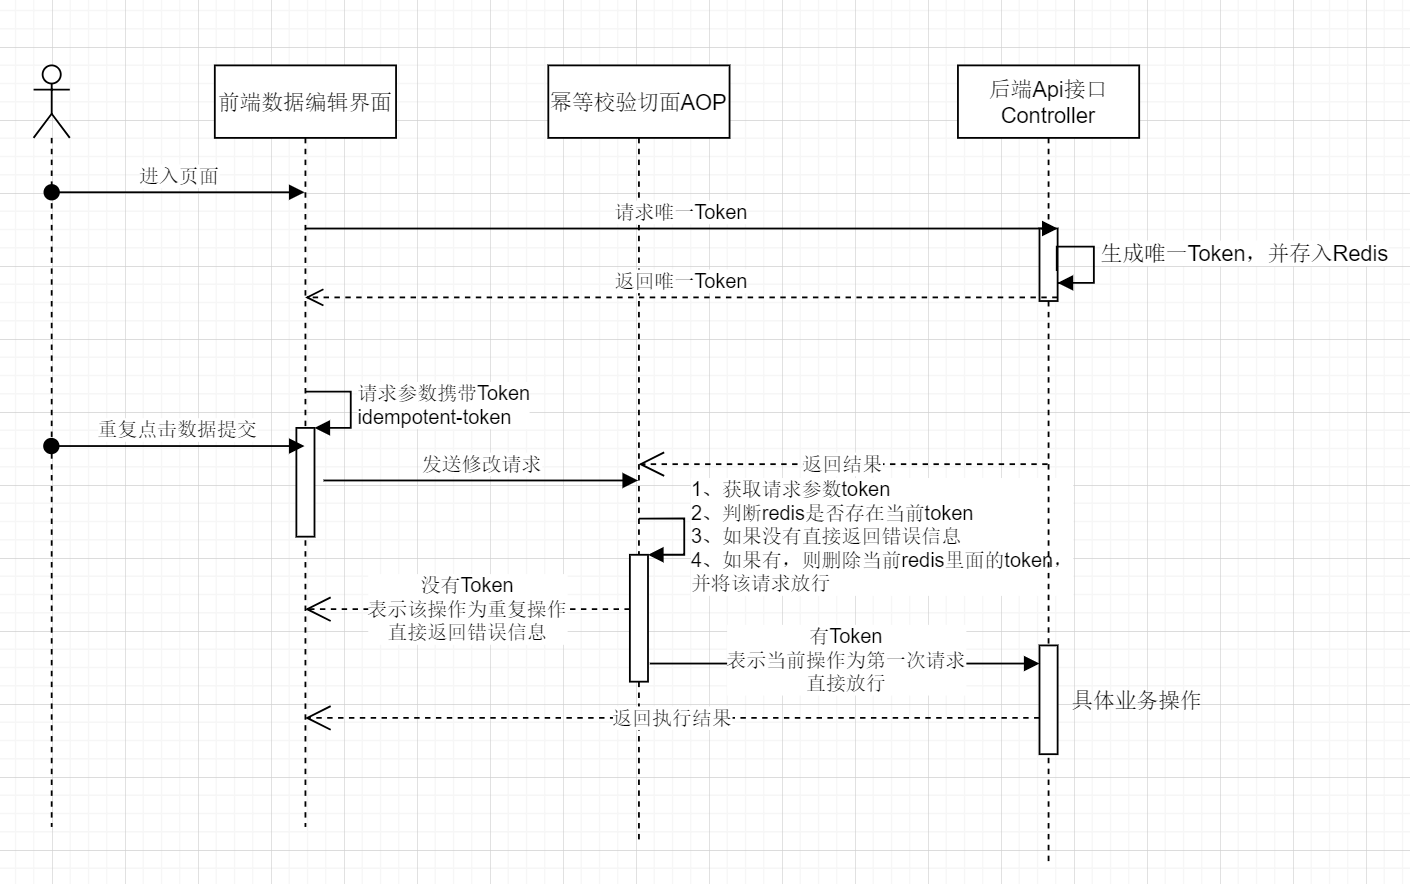 前端数据编辑界面
幂等校验切面AOP
后端Api接口
Controller
进入页面
请求唯一Token
生成唯一Token，并存入Redis
返回唯一Token
请求参数携带Token
idempotent-token
重复点击数据提交
发送修改请求
返回结果
1、获取请求参数token
2、判断redis是否存在当前token
3、如果没有直接返回错误信息
4、如果有，则删除当前redis里面的token，
并将该请求放行
没有Token
表示该操作为重复操作
直接返回错误信息
有Token
表示当前操作为第一次请求
直接放行
具体业务操作
返回执行结果